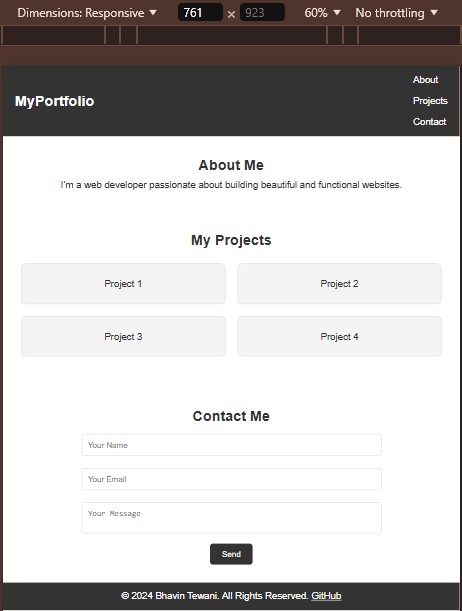 Dimensions: Responsive 761 × 923 60% No throttling
About
MyPortfolio Projects
Contact
About Me
I'm a web developer passionate about building beautiful and functional websites.
My Projects
Project 1 Project 2
Project 3 Project 4
Contact Me
Your Name
Your Email
Your Message
Send
© 2024 Bhavin Tewani. All Rights Reserved. GitHub